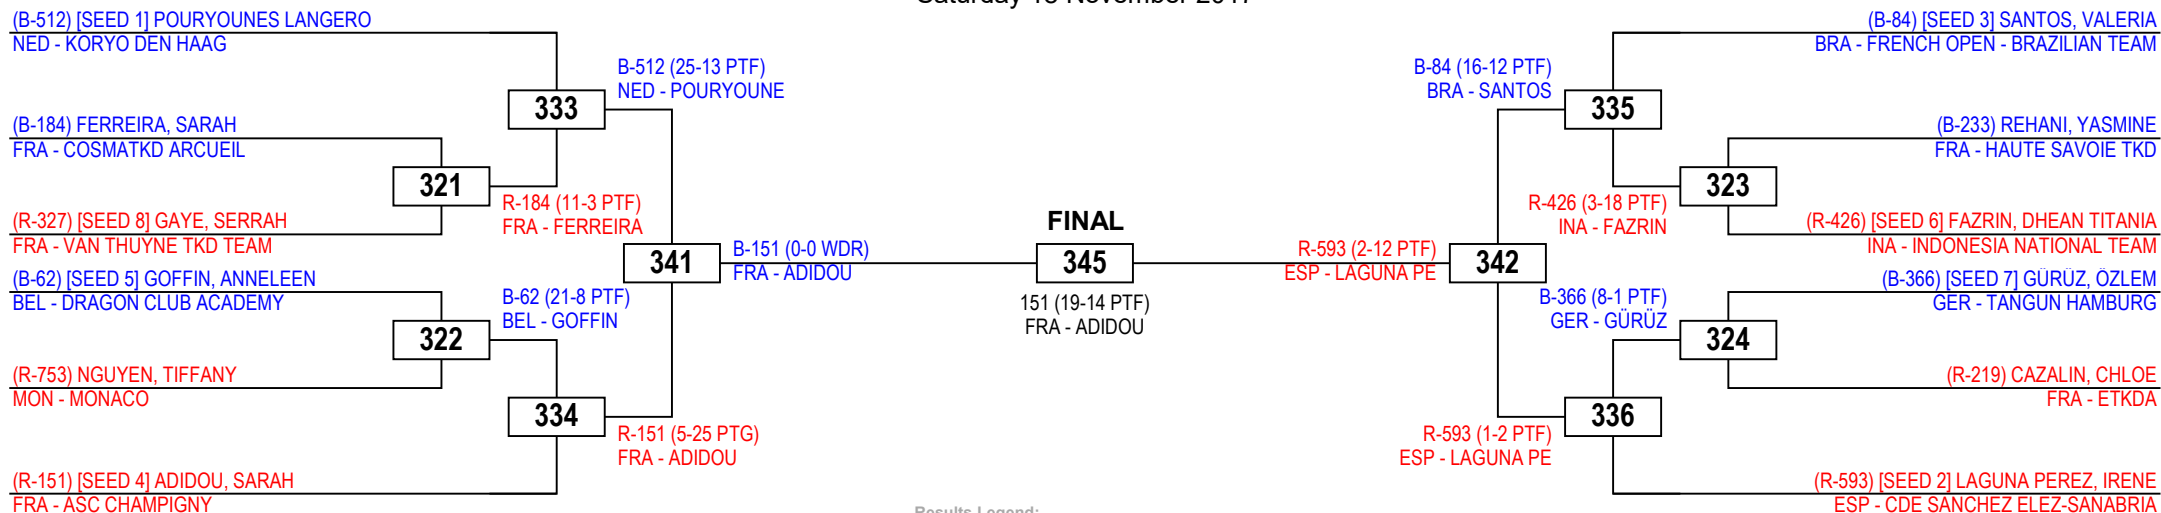 (B-512) [SEED 1] POURYOUNES LANGERO
NED - KORYO DEN HAAG
(B-184) FERREIRA, SARAH
FRA - COSMATKD ARCUEIL
(R-327) [SEED 8] GAYE, SERRAH
FRA - VAN THUYNE TKD TEAM
(B-62) [SEED 5] GOFFIN, ANNELEEN
BEL - DRAGON CLUB ACADEMY
(R-753) NGUYEN, TIFFANY
MON - MONACO
(R-151) [SEED 4] ADIDOU, SARAH
FRA - ASC CHAMPIGNY
321
322
R-184 (11-3 PTF)
FRA - FERREIRA
B-62 (21-8 PTF)
BEL - GOFFIN
333
334
B-512 (25-13 PTF)
NED - POURYOUNE
R-151 (5-25 PTG)
FRA - ADIDOU
341
B-151 (0-0 WDR)
FRA - ADIDOU
FINAL
345
151 (19-14 PTF)
FRA - ADIDOU
R-593 (2-12 PTF)
ESP - LAGUNA PE
342
B-84 (16-12 PTF)
BRA - SANTOS
R-593 (1-2 PTF)
ESP - LAGUNA PE
335
336
R-426 (3-18 PTF)
INA - FAZRIN
B-366 (8-1 PTF)
GER - GÜRÜZ
323
324
(B-84) [SEED 3] SANTOS, VALERIA
BRA - FRENCH OPEN - BRAZILIAN TEAM
(B-233) REHANI, YASMINE
FRA - HAUTE SAVOIE TKD
(R-426) [SEED 6] FAZRIN, DHEAN TITANIA
INA - INDONESIA NATIONAL TEAM
(B-366) [SEED 7] GÜRÜZ, ÖZLEM
GER - TANGUN HAMBURG
(R-219) CAZALIN, CHLOE
FRA - ETKDA
(R-593) [SEED 2] LAGUNA PEREZ, IRENE
ESP - CDE SANCHEZ ELEZ-SANABRIA
Results Legend: